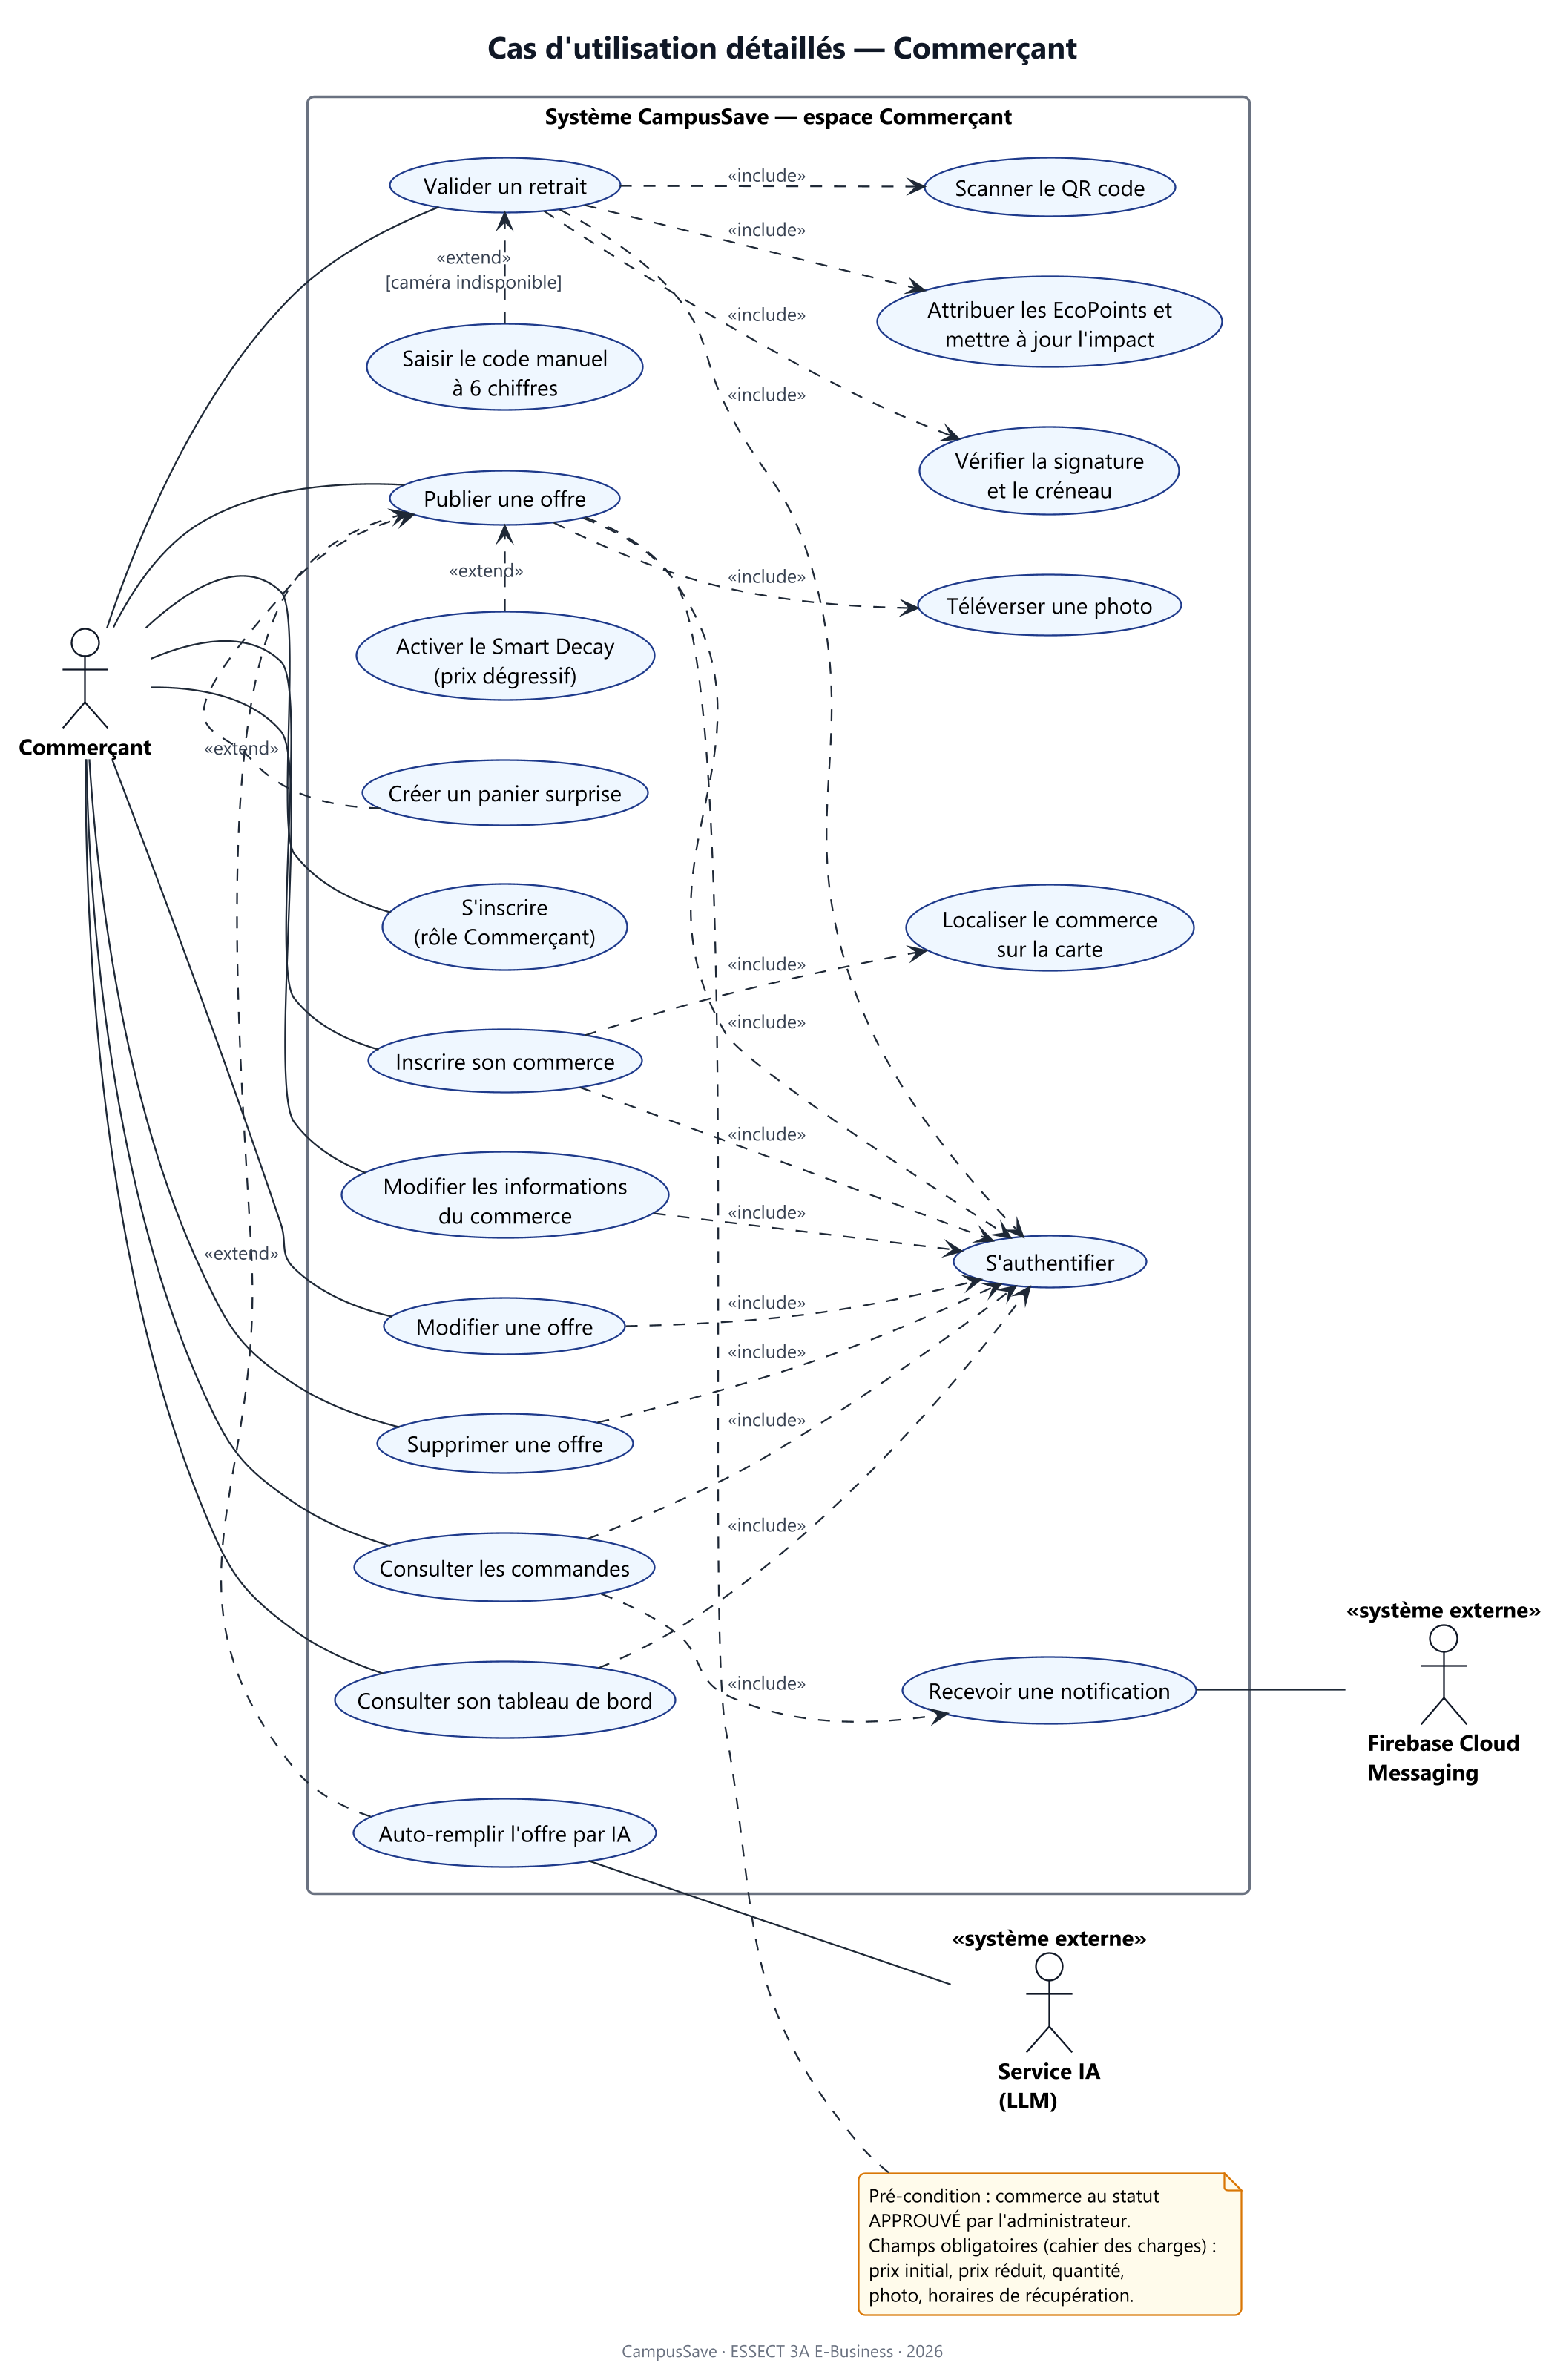 Cas d'utilisation détaillés — Commerçant
Système CampusSave — espace Commerçant
Valider un retrait
«include»
Scanner le QR code
«include»
«extend»
[caméra indisponible]
Attribuer les EcoPoints et
mettre à jour l'impact
«include»
Saisir le code manuel
à 6 chiffres
«include»
Vérifier la signature
et le créneau
Publier une offre
«extend»
«include»
Téléverser une photo
Activer le Smart Decay
(prix dégressif)
Commerçant
«extend»
Créer un panier surprise
S'inscrire
(rôle Commerçant)
Localiser le commerce
sur la carte
«include»
«include»
Inscrire son commerce
«include»
Modifier les informations
du commerce
«include»
«extend»
S'authentifier
«include»
Modifier une offre
«include»
«include»
Supprimer une offre
«include»
Consulter les commandes
«système externe»
«include»
Recevoir une notification
Consulter son tableau de bord
Firebase Cloud
Messaging
Auto-remplir l'offre par IA
«système externe»
Service IA
(LLM)
Pré-condition : commerce au statut
APPROUVÉ par l'administrateur.
Champs obligatoires (cahier des charges) :
prix initial, prix réduit, quantité,
photo, horaires de récupération.
CampusSave · ESSECT 3A E-Business · 2026